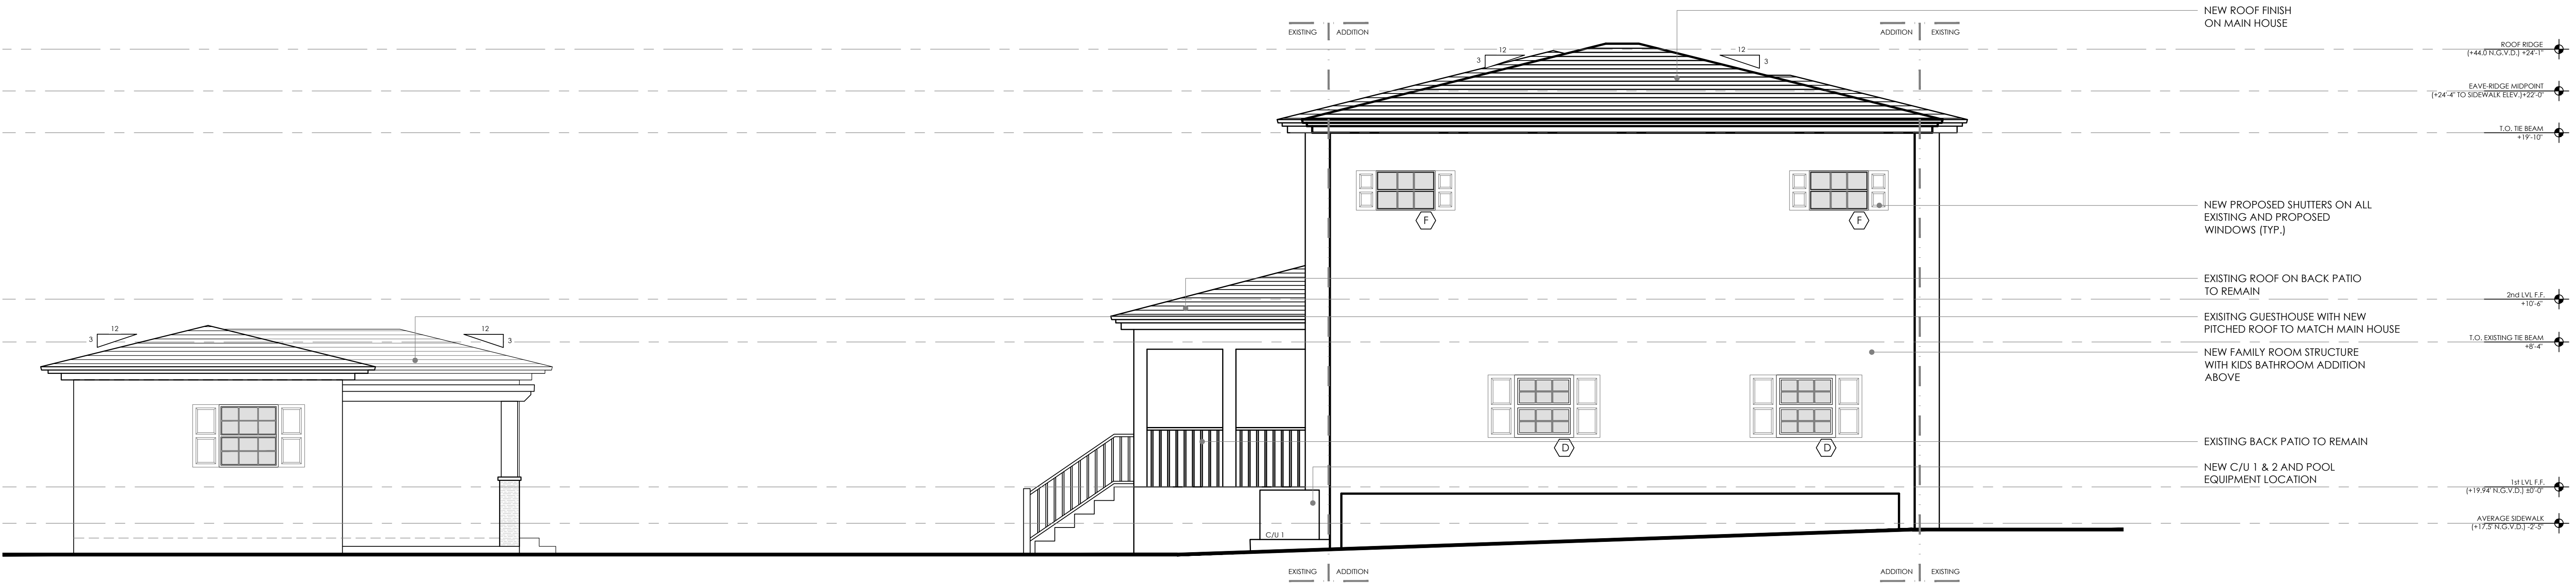 NEW ROOF FINISH
ON MAIN HOUSE
EXISTING
ADDITION
ADDITION
EXISTING
12
3
12
3
ROOF RIDGE
(+44.0 N.G.V.D.) +24'-1"
EAVE-RIDGE MIDPOINT
(+24'-4" TO SIDEWALK ELEV.)+22'-0"
T.O. TIE BEAM
+19'-10"
F
F
NEW PROPOSED SHUTTERS ON ALL
EXISTING AND PROPOSED
WINDOWS (TYP.)
EXISTING ROOF ON BACK PATIO
TO REMAIN
2nd LVL F.F.
+10'-6"
EXISITNG GUESTHOUSE WITH NEW
PITCHED ROOF TO MATCH MAIN HOUSE
12
3
12
3
T.O. EXISTING TIE BEAM
+8'-4"
NEW FAMILY ROOM STRUCTURE
WITH KIDS BATHROOM ADDITION
ABOVE
D
D
EXISTING BACK PATIO TO REMAIN
NEW C/U 1 & 2 AND POOL
EQUIPMENT LOCATION
1st LVL F.F.
(+19.94' N.G.V.D.) ±0'-0"
AVERAGE SIDEWALK
(+17.5' N.G.V.D.) -2'-5"
C/U 1
EXISTING
ADDITION
ADDITION
EXISTING